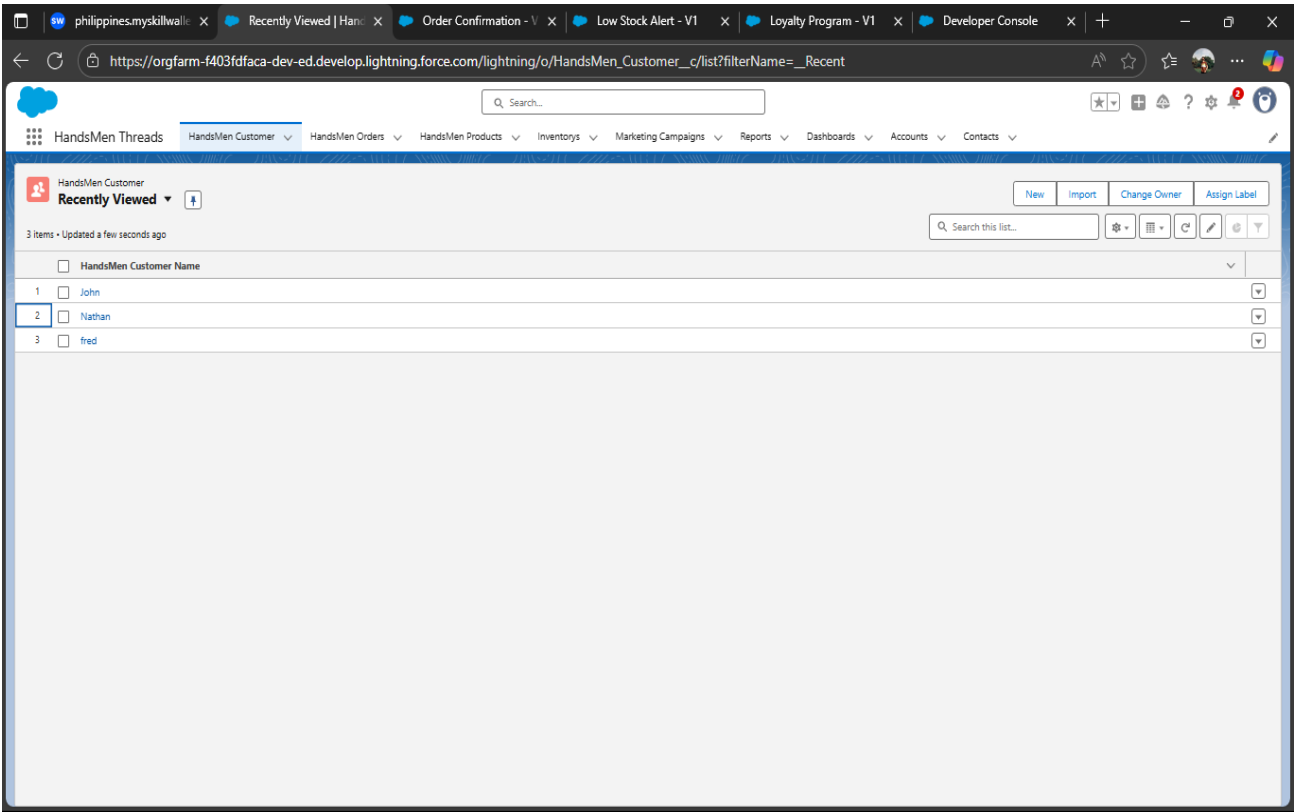 SW philippines.myskillwalle Recently Viewed | Hand Order Confirmation - V Low Stock Alert - V1 Loyalty Program - V1 Developer Console
https://orgfarm-f403fdfaca-dev-ed.develop.lightning.force.com/lightning/o/HandsMen_Customer__c/list?filterName=__Recent
Search...
2
HandsMen Threads HandsMen Customer HandsMen Orders HandsMen Products Inventorys Marketing Campaigns Reports Dashboards Accounts Contacts
HandsMen Customer
Recently Viewed
New Import Change Owner Assign Label
3 items • Updated a few seconds ago
Search this list...
HandsMen Customer Name
1 John
2 Nathan
3 fred